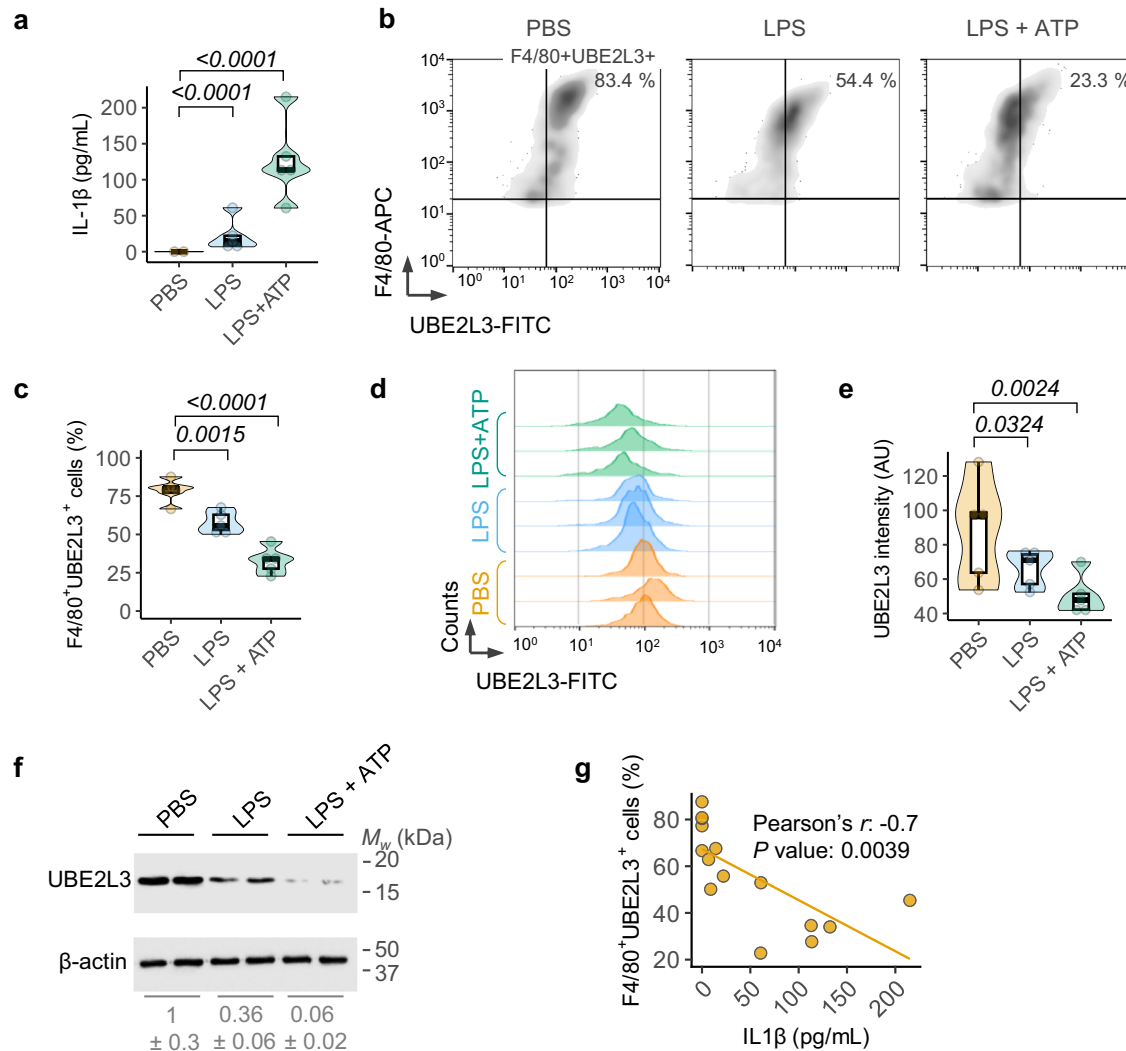 a
<0.0001
<0.0001
IL-1β (pg/mL)
200
150
100
50
0
PBS
LPS
LPS+ATP
b
PBS
LPS
LPS + ATP
F4/80+UBE2L3+
83.4 %
54.4 %
23.3 %
10⁴
10³
10²
10¹
10⁰
F4/80-APC
10⁰ 10¹ 10² 10³ 10⁴
UBE2L3-FITC
c
<0.0001
0.0015
F4/80⁺UBE2L3⁺ cells (%)
100
75
50
25
0
PBS
LPS
LPS + ATP
d
LPS+ATP
LPS
PBS
Counts
10⁰ 10¹ 10² 10³ 10⁴
UBE2L3-FITC
e
0.0024
0.0324
UBE2L3 intensity (AU)
120
100
80
60
40
PBS
LPS
LPS + ATP
f
PBS
LPS
LPS + ATP
Mw (kDa)
UBE2L3
- 20
- 15
β-actin
- 50
- 37
1 0.36 0.06
± 0.3 ± 0.06 ± 0.02
g
F4/80⁺UBE2L3⁺ cells (%)
80
60
40
20
Pearson's r: -0.7
P value: 0.0039
0 50 100 150 200
IL1β (pg/mL)